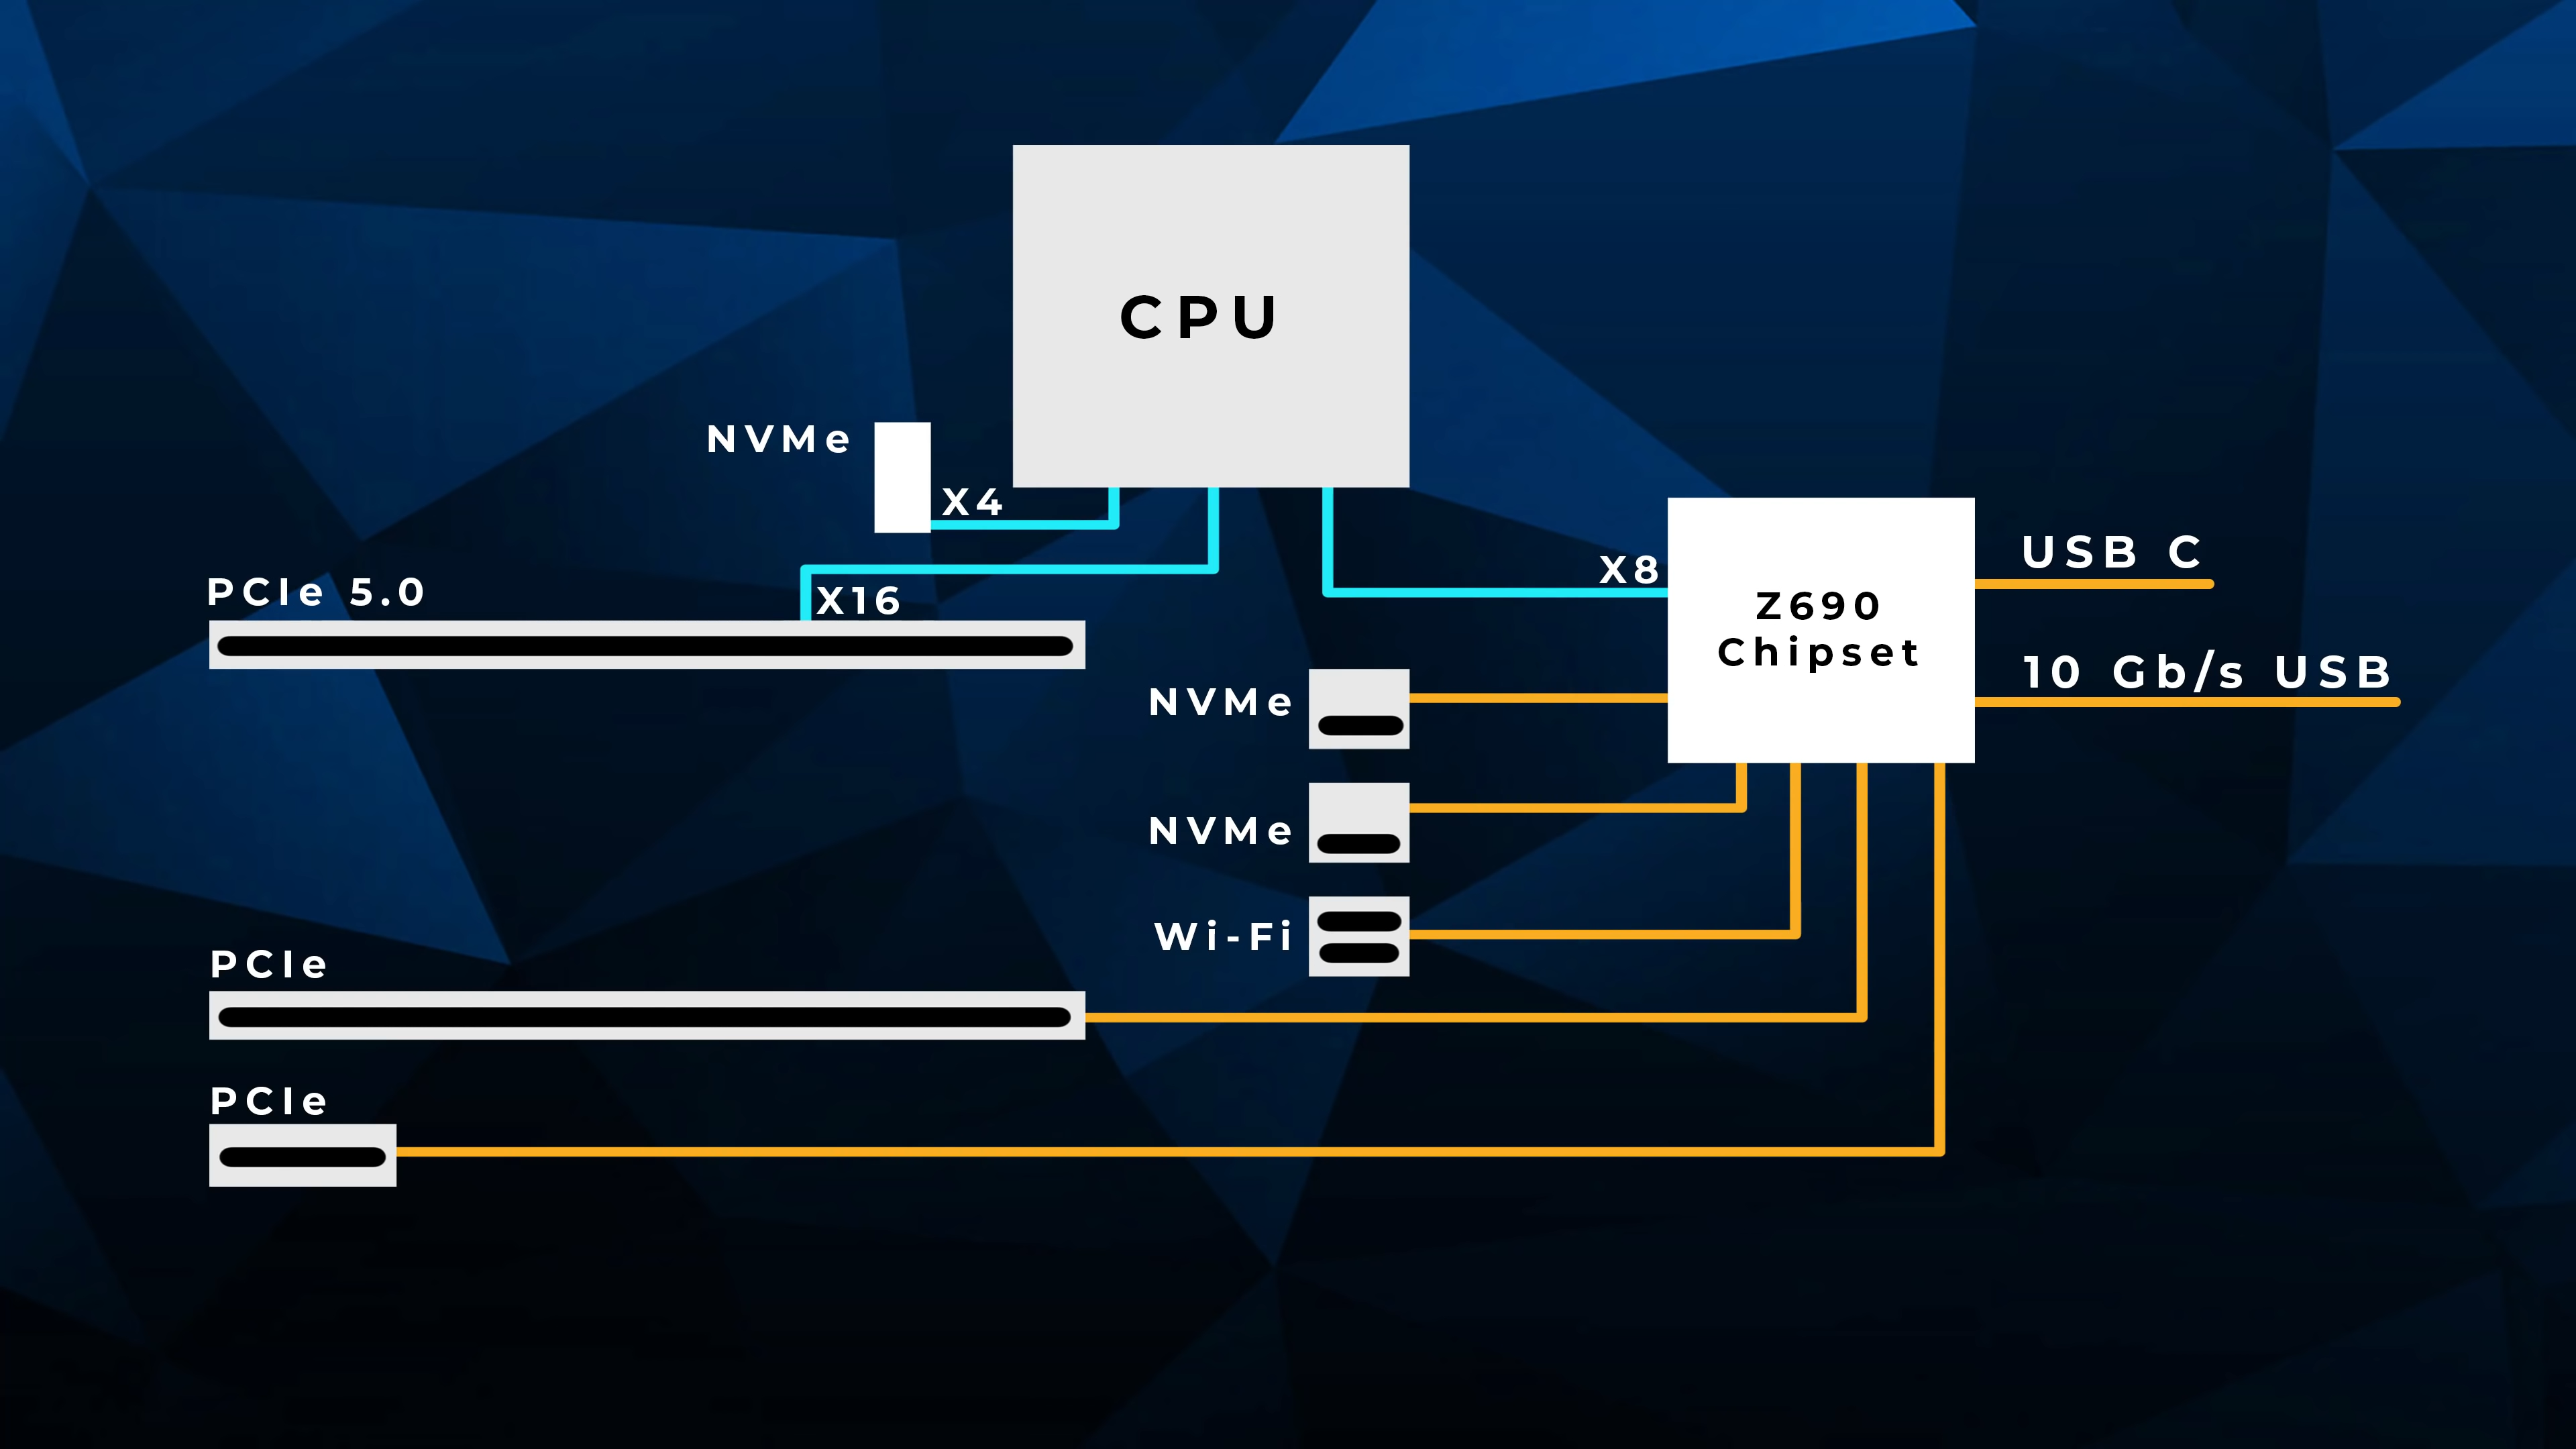 CPU
NVMe
X4
PCIe 5.0
X16
X8
Z690
Chipset
USB C
10 Gb/s USB
NVMe
NVMe
Wi-Fi
PCIe
PCIe